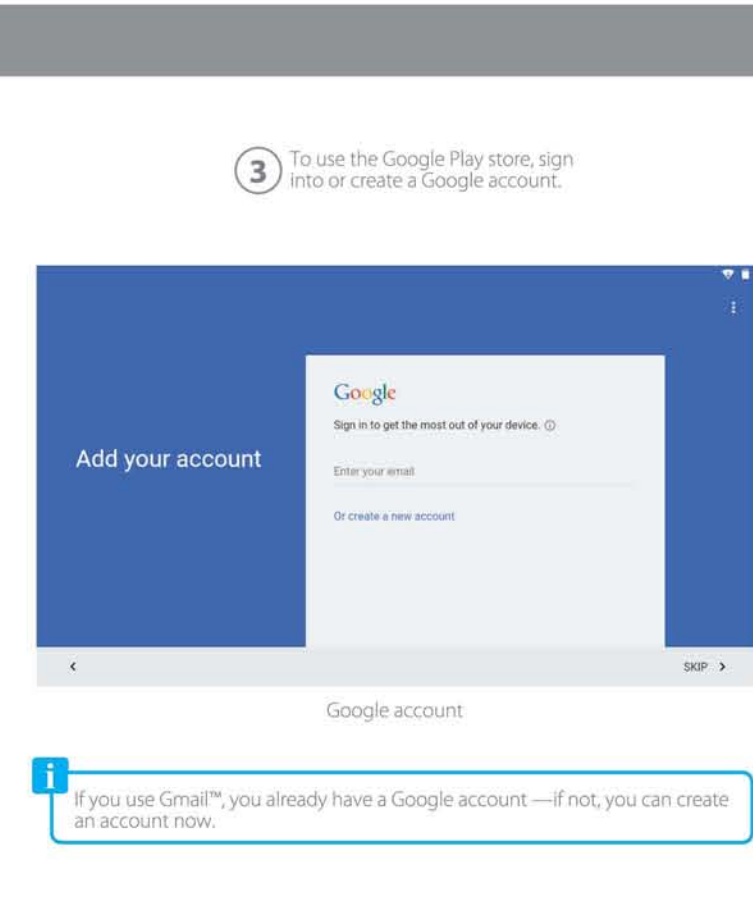 3
To use the Google Play store, sign
into or create a Google account.
Google
Sign in to get the most out of your device.
Add your account
Enter your email
Or create a new account
SKIP
Google account
i
If you use Gmail™, you already have a Google account —if not, you can create
an account now.